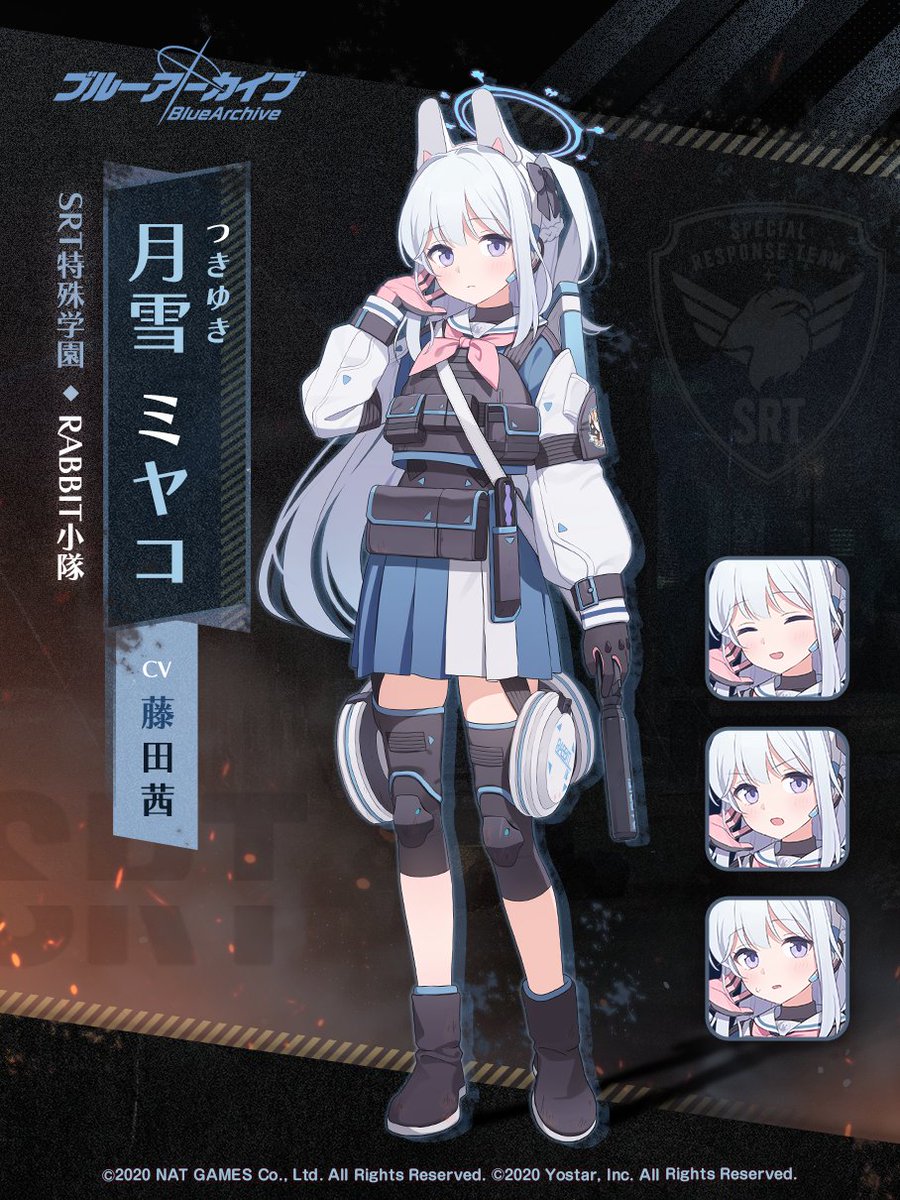 ブルーアーカイブ
BlueArchive
SRT特殊学園◆RABBIT小隊
つきゆき
月雪 ミヤコ
CV 藤田茜
SPECIAL
RESPONSE TEAM
SRT
SRT
©2020 NAT GAMES Co., Ltd. All Rights Reserved. ©2020 Yostar, Inc. All Rights Reserved.